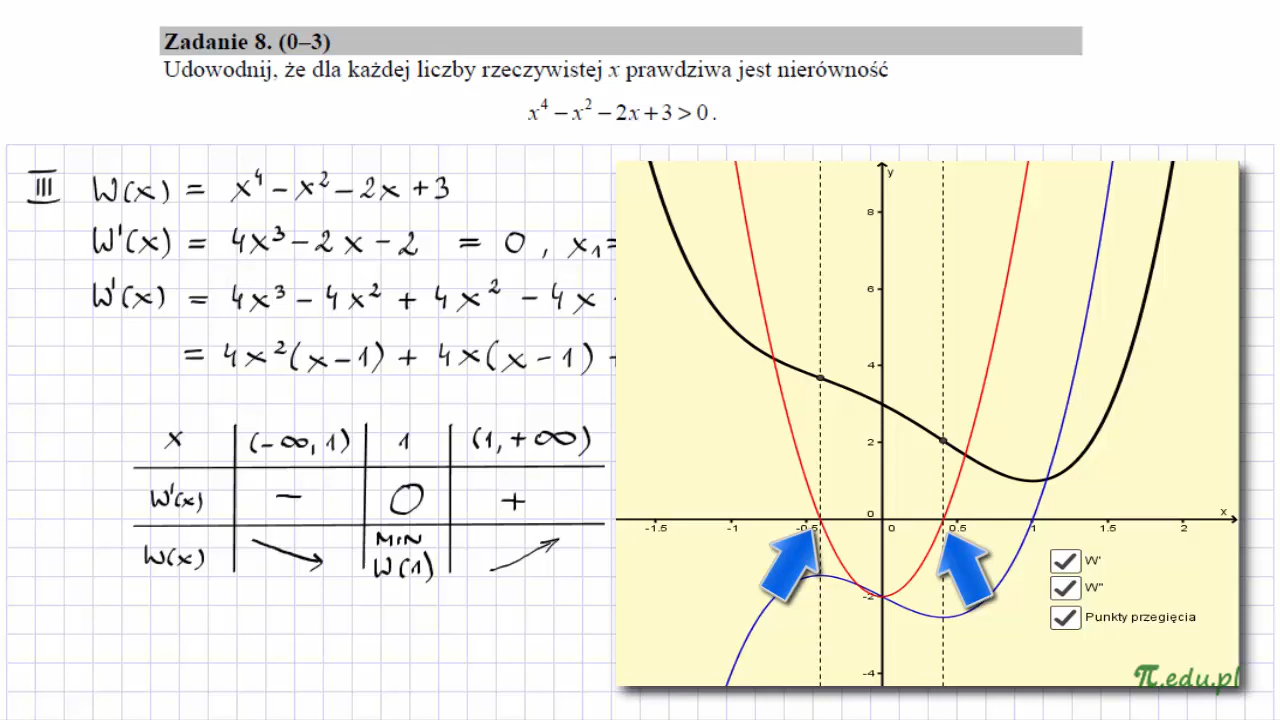 Zadanie 8. (0–3)
Udowodnij, że dla każdej liczby rzeczywistej x prawdziwa jest nierówność
x⁴ − x² − 2x + 3 > 0.
III W(x) = x⁴ − x² − 2x + 3
W'(x) = 4x³ − 2x − 2 = 0, x₁ =
W'(x) = 4x³ − 4x² + 4x² − 4x
= 4x²(x − 1) + 4x(x − 1) +
x (−∞, 1) 1 (1, +∞)
W'(x) − 0 +
W(x) MIN
W(1)
y
8
6
4
2
0
x
-1.5 -1 -0.5 0 0.5 1 1.5 2
-2
-4
W'
W''
Punkty przegięcia
π.edu.pl